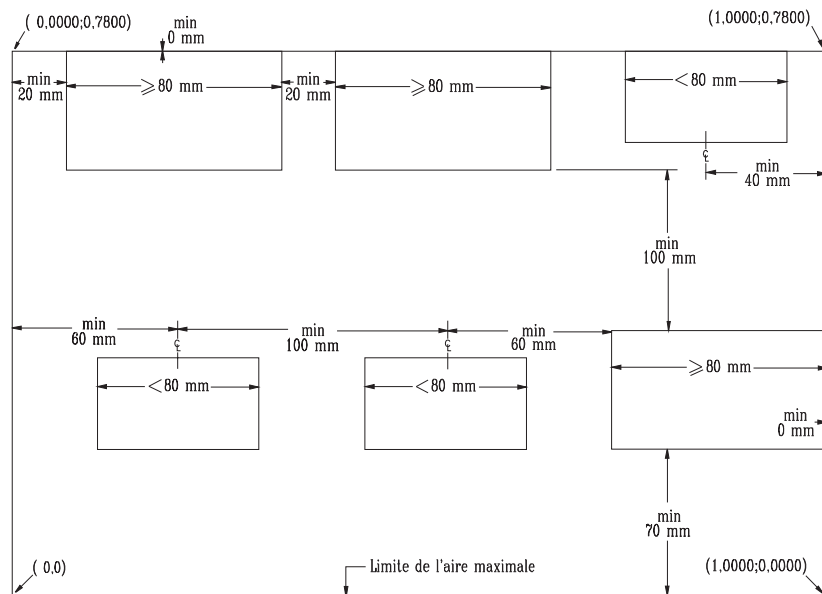 ( 0,0000;0,7800)
min
0 mm
(1,0000;0,7800)
min
20 mm
⩾ 80 mm
min
20 mm
⩾ 80 mm
< 80 mm
℄
min
40 mm
min
100 mm
min
60 mm
℄
min
100 mm
℄
min
60 mm
< 80 mm
< 80 mm
⩾ 80 mm
min
0 mm
min
70 mm
( 0,0)
Limite de l'aire maximale
(1,0000;0,0000)